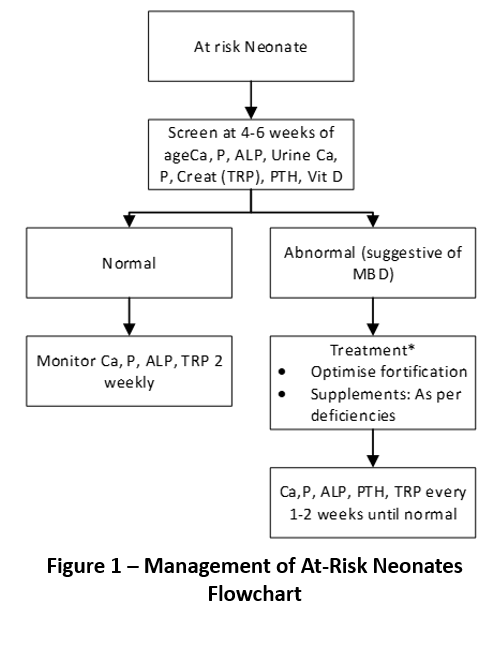 At risk Neonate
Screen at 4-6 weeks of
ageCa, P, ALP, Urine Ca,
P, Creat (TRP), PTH, Vit D
Normal
Abnormal (suggestive of
MBD)
Monitor Ca, P, ALP, TRP 2
weekly
Treatment*
• Optimise fortification
• Supplements: As per
deficiencies
Ca,P, ALP, PTH, TRP every
1-2 weeks until normal
Figure 1 – Management of At-Risk Neonates
Flowchart